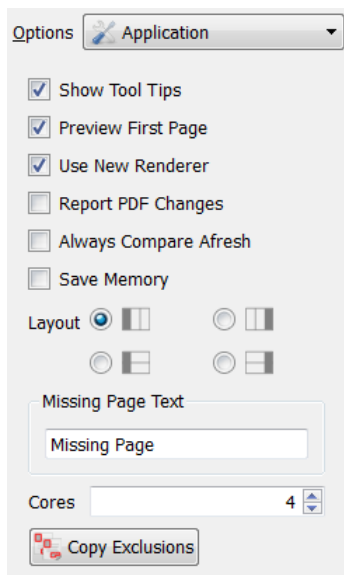 Options Application
Show Tool Tips
Preview First Page
Use New Renderer
Report PDF Changes
Always Compare Afresh
Save Memory
Layout
Missing Page Text
Missing Page
Cores 4
Copy Exclusions